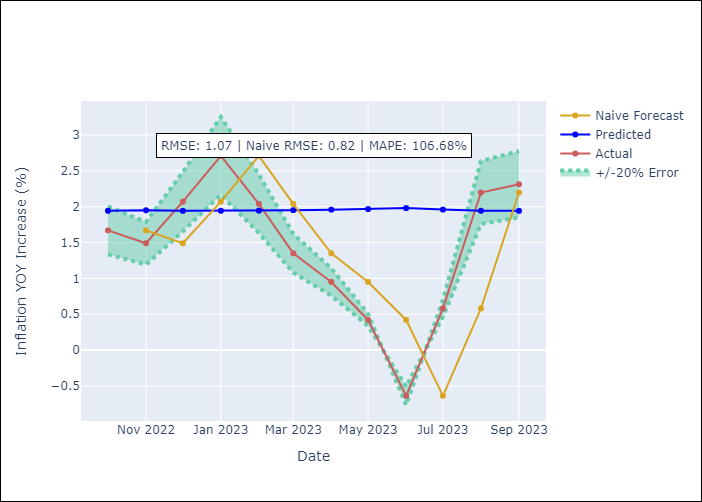 RMSE: 1.07 | Naive RMSE: 0.82 | MAPE: 106.68%
Naive Forecast
Predicted
Actual
+/-20% Error
Inflation YOY Increase (%)
3
2.5
2
1.5
1
0.5
0
−0.5
Nov 2022
Jan 2023
Mar 2023
May 2023
Jul 2023
Sep 2023
Date